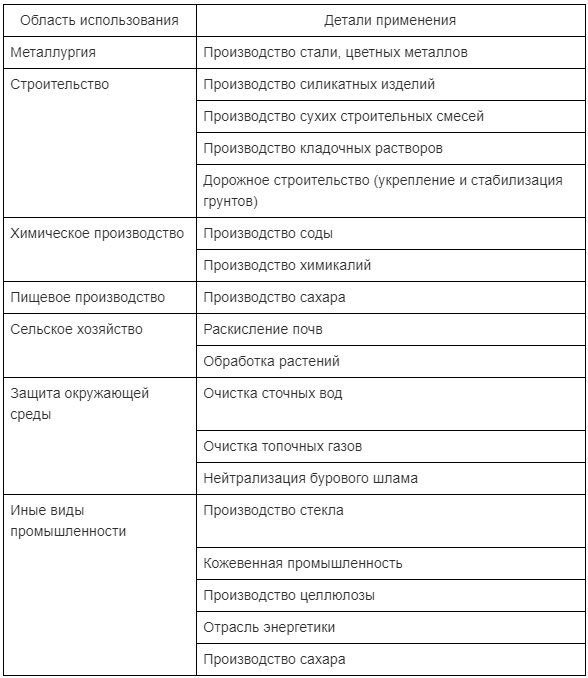 Область использования
Детали применения
Металлургия
Производство стали, цветных металлов
Строительство
Производство силикатных изделий
Производство сухих строительных смесей
Производство кладочных растворов
Дорожное строительство (укрепление и стабилизация
грунтов)
Химическое производство
Производство соды
Производство химикалий
Пищевое производство
Производство сахара
Сельское хозяйство
Раскисление почв
Обработка растений
Защита окружающей
среды
Очистка сточных вод
Очистка топочных газов
Нейтрализация бурового шлама
Иные виды
промышленности
Производство стекла
Кожевенная промышленность
Производство целлюлозы
Отрасль энергетики
Производство сахара